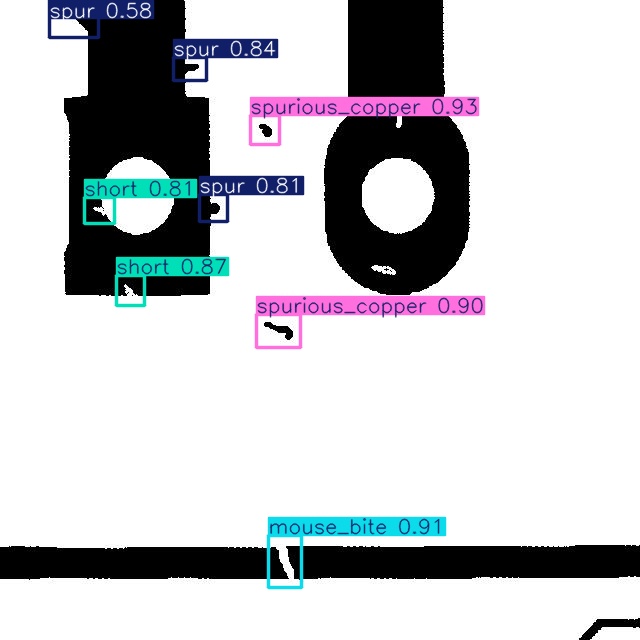 spur 0.58
spur 0.84
spurious_copper 0.93
short 0.81
spur 0.81
short 0.87
spurious_copper 0.90
mouse_bite 0.91